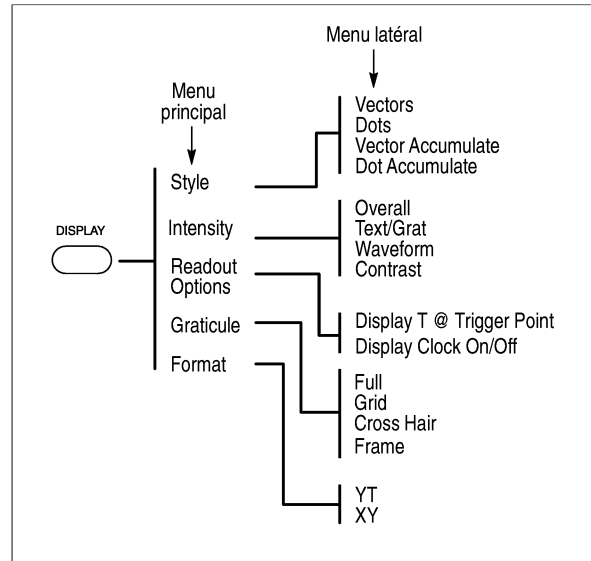 Menu latéral
Menu
principal
DISPLAY
Style
Intensity
Readout
Options
Graticule
Format
Vectors
Dots
Vector Accumulate
Dot Accumulate
Overall
Text/Grat
Waveform
Contrast
Display T @ Trigger Point
Display Clock On/Off
Full
Grid
Cross Hair
Frame
YT
XY